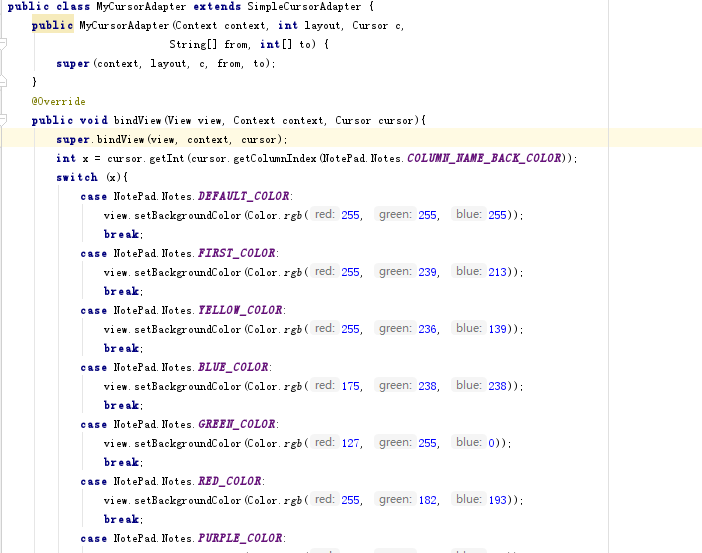 public class MyCursorAdapter extends SimpleCursorAdapter {
public MyCursorAdapter(Context context, int layout, Cursor c,
String[] from, int[] to) {
super(context, layout, c, from, to);
}
@Override
public void bindView(View view, Context context, Cursor cursor){
super.bindView(view, context, cursor);
int x = cursor.getInt(cursor.getColumnIndex(NotePad.Notes.COLUMN_NAME_BACK_COLOR));
switch (x){
case NotePad.Notes.DEFAULT_COLOR:
view.setBackgroundColor(Color.rgb( red: 255, green: 255, blue: 255));
break;
case NotePad.Notes.FIRST_COLOR:
view.setBackgroundColor(Color.rgb( red: 255, green: 239, blue: 213));
break;
case NotePad.Notes.YELLOW_COLOR:
view.setBackgroundColor(Color.rgb( red: 255, green: 236, blue: 139));
break;
case NotePad.Notes.BLUE_COLOR:
view.setBackgroundColor(Color.rgb( red: 175, green: 238, blue: 238));
break;
case NotePad.Notes.GREEN_COLOR:
view.setBackgroundColor(Color.rgb( red: 127, green: 255, blue: 0));
break;
case NotePad.Notes.RED_COLOR:
view.setBackgroundColor(Color.rgb( red: 255, green: 182, blue: 193));
break;
case NotePad.Notes.PURPLE_COLOR: